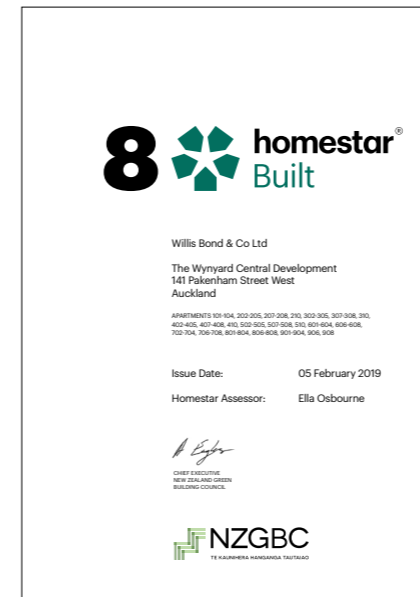 8 homestar®
Built
Willis Bond & Co Ltd
The Wynyard Central Development
141 Pakenham Street West
Auckland
APARTMENTS 101-104, 202-205, 207-208, 210, 302-305, 307-308, 310,
402-405, 407-408, 410, 502-505, 507-508, 510, 601-604, 606-608,
702-704, 706-708, 801-804, 806-808, 901-904, 906, 908
Issue Date: 05 February 2019
Homestar Assessor: Ella Osbourne
A Eagles
CHIEF EXECUTIVE
NEW ZEALAND GREEN
BUILDING COUNCIL
NZGBC
TE KAUNIHERA HANGANGA TAUTAIAO